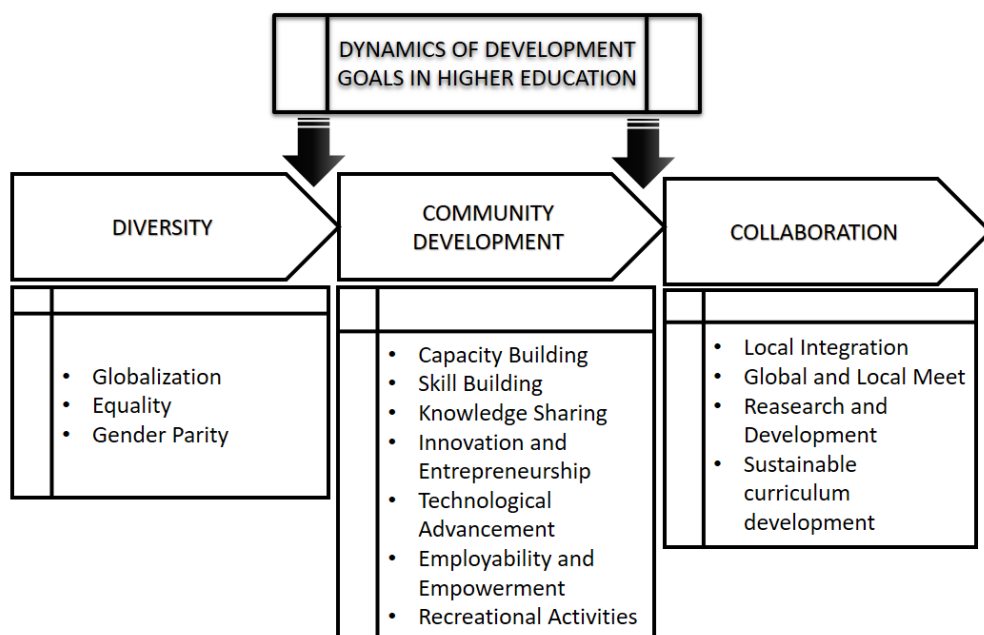 DYNAMICS OF DEVELOPMENT
GOALS IN HIGHER EDUCATION
DIVERSITY
• Globalization
• Equality
• Gender Parity
COMMUNITY
DEVELOPMENT
• Capacity Building
• Skill Building
• Knowledge Sharing
• Innovation and
Entrepreneurship
• Technological
Advancement
• Employability and
Empowerment
• Recreational Activities
COLLABORATION
• Local Integration
• Global and Local Meet
• Reasearch and
Development
• Sustainable
curriculum
development